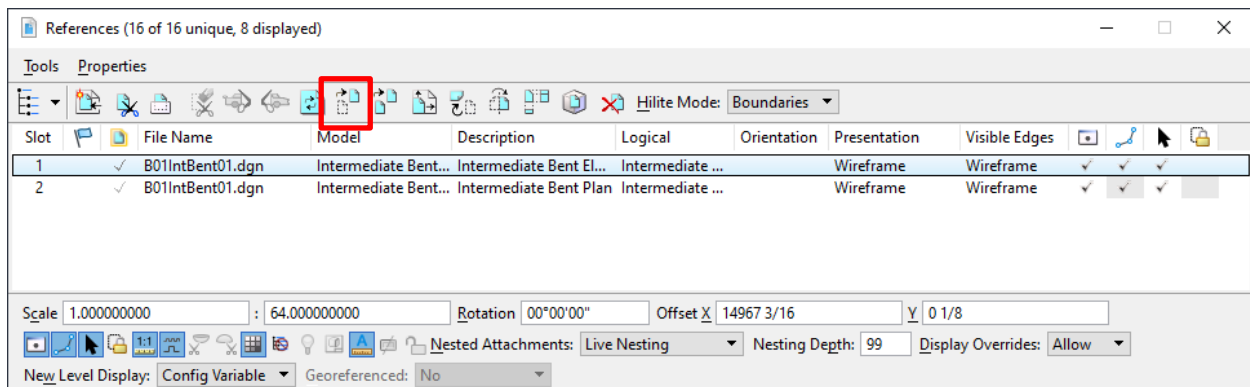 References (16 of 16 unique, 8 displayed)
Tools Properties
Hilite Mode: Boundaries
Slot File Name Model Description Logical Orientation Presentation Visible Edges
1 B01IntBent01.dgn Intermediate Bent... Intermediate Bent El... Intermediate ... Wireframe Wireframe
2 B01IntBent01.dgn Intermediate Bent... Intermediate Bent Plan Intermediate ... Wireframe Wireframe
Scale 1.000000000 : 64.000000000 Rotation 00°00'00" Offset X 14967 3/16 Y 0 1/8
1:1 A Nested Attachments: Live Nesting Nesting Depth: 99 Display Overrides: Allow
New Level Display: Config Variable Georeferenced: No